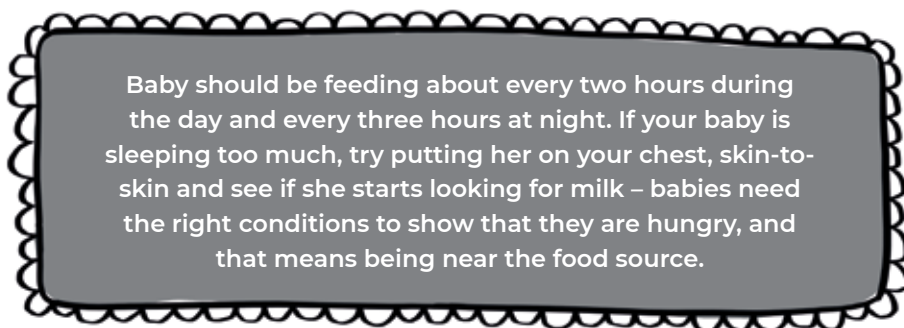 Baby should be feeding about every two hours during
the day and every three hours at night. If your baby is
sleeping too much, try putting her on your chest, skin-to-
skin and see if she starts looking for milk – babies need
the right conditions to show that they are hungry, and
that means being near the food source.